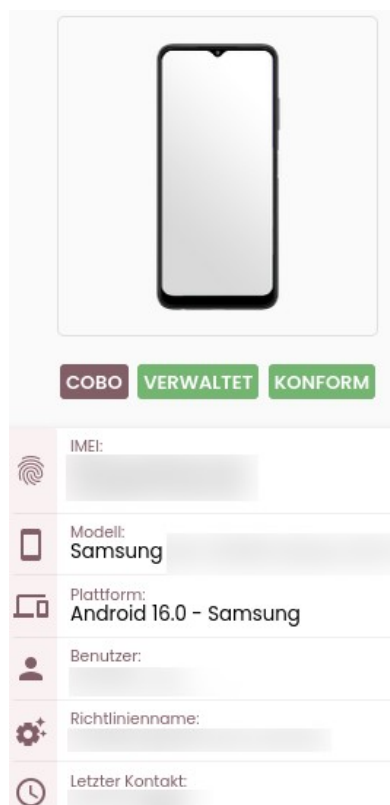 COBO VERWALTET KONFORM
IMEI:
Modell:
Samsung
Plattform:
Android 16.0 - Samsung
Benutzer:
Richtlinienname:
Letzter Kontakt: